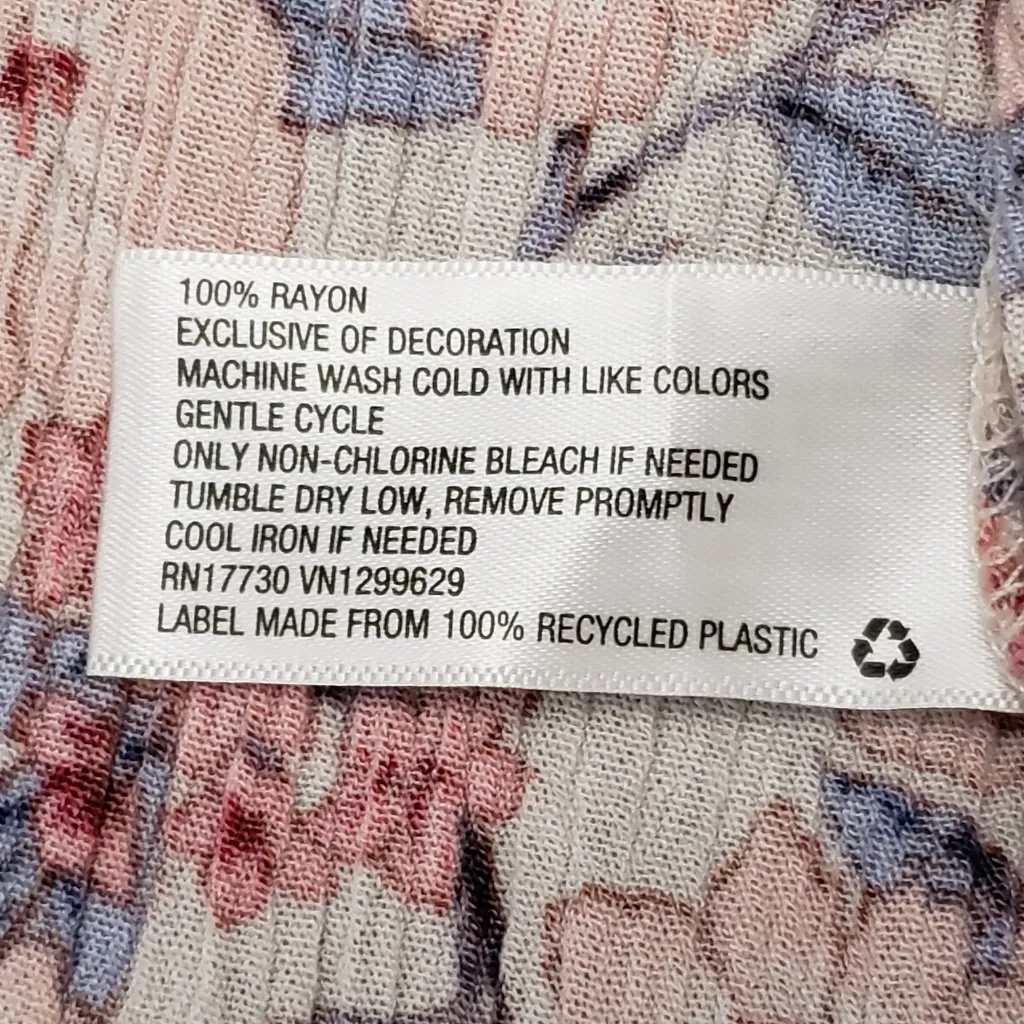 100% RAYON
EXCLUSIVE OF DECORATION
MACHINE WASH COLD WITH LIKE COLORS
GENTLE CYCLE
ONLY NON-CHLORINE BLEACH IF NEEDED
TUMBLE DRY LOW, REMOVE PROMPTLY
COOL IRON IF NEEDED
RN17730 VN1299629
LABEL MADE FROM 100% RECYCLED PLASTIC